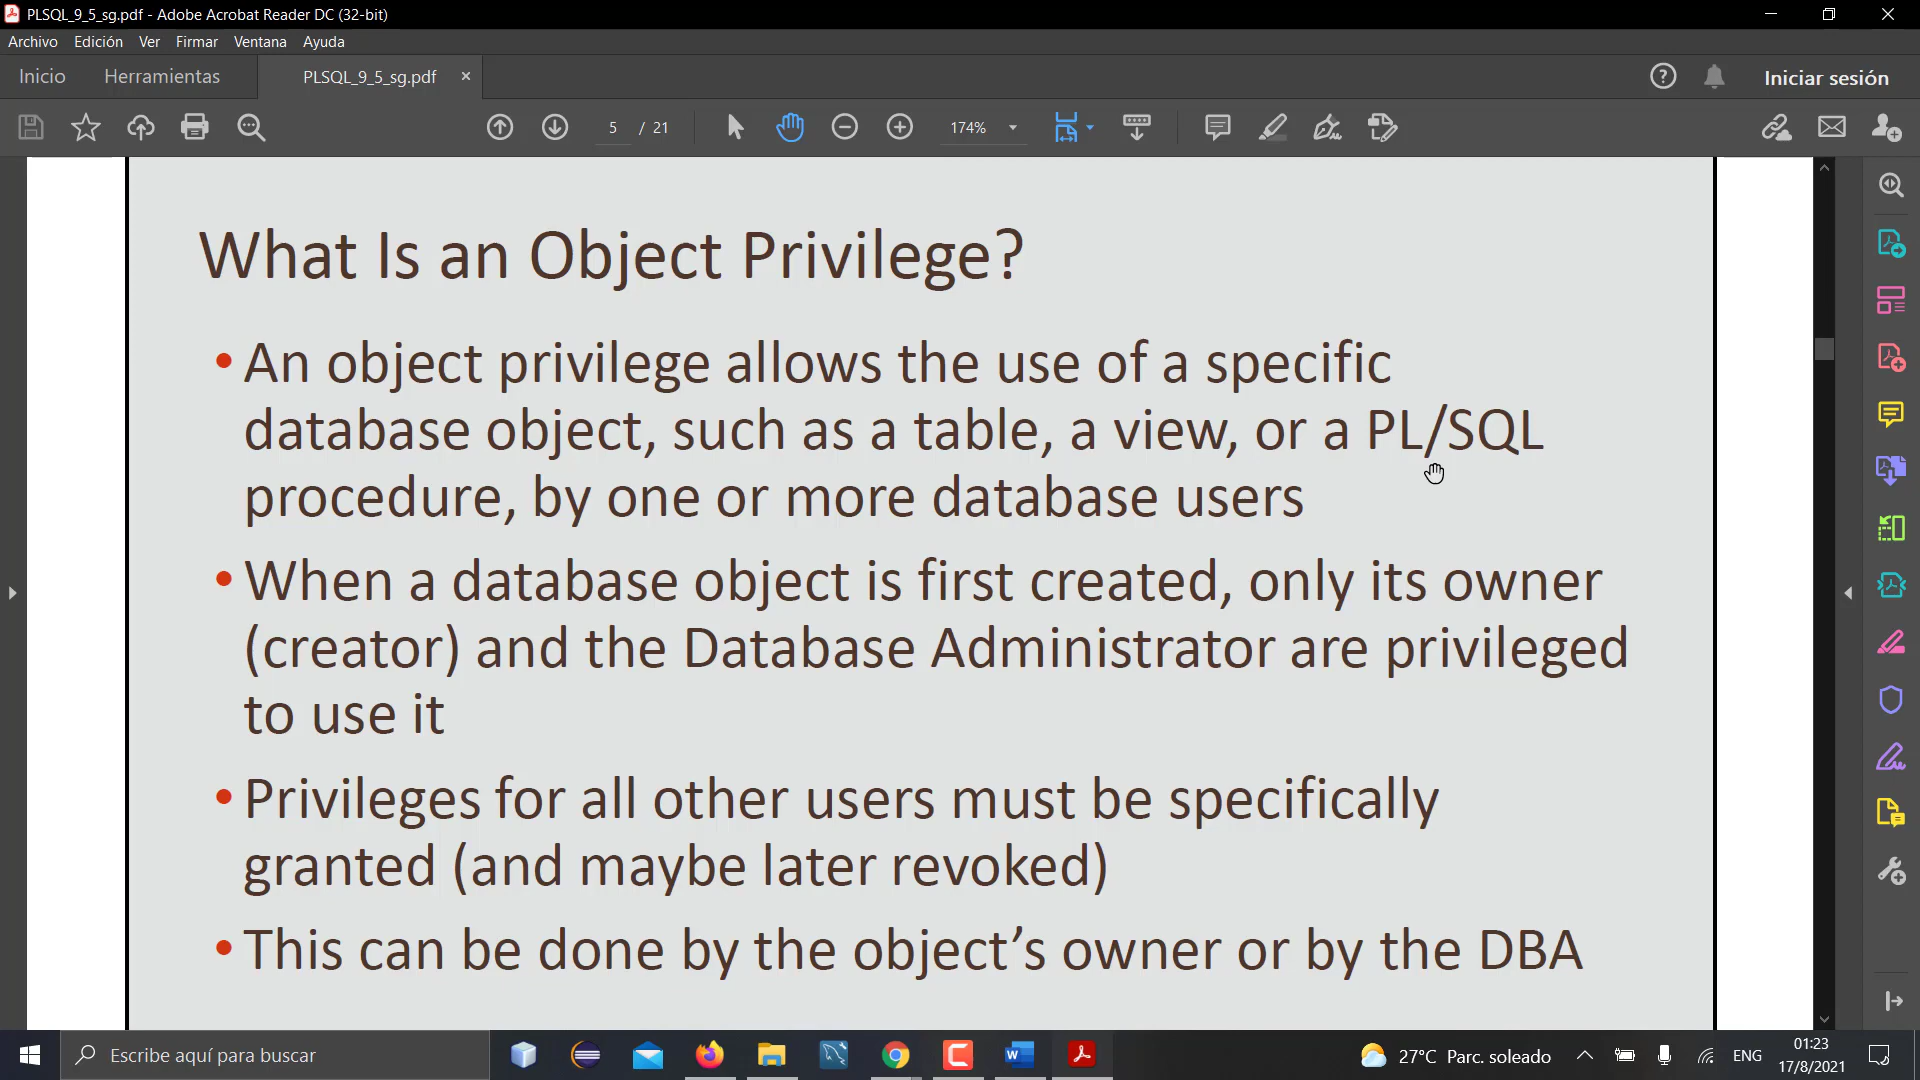 PLSQL_9_5_sg.pdf - Adobe Acrobat Reader DC (32-bit)
Archivo Edición Ver Firmar Ventana Ayuda
Inicio Herramientas PLSQL_9_5_sg.pdf × Iniciar sesión
5 / 21 174%
What Is an Object Privilege?
• An object privilege allows the use of a specific
database object, such as a table, a view, or a PL/SQL
procedure, by one or more database users
• When a database object is first created, only its owner
(creator) and the Database Administrator are privileged
to use it
• Privileges for all other users must be specifically
granted (and maybe later revoked)
• This can be done by the object’s owner or by the DBA
Escribe aquí para buscar
27°C Parc. soleado ENG
01:23
17/8/2021